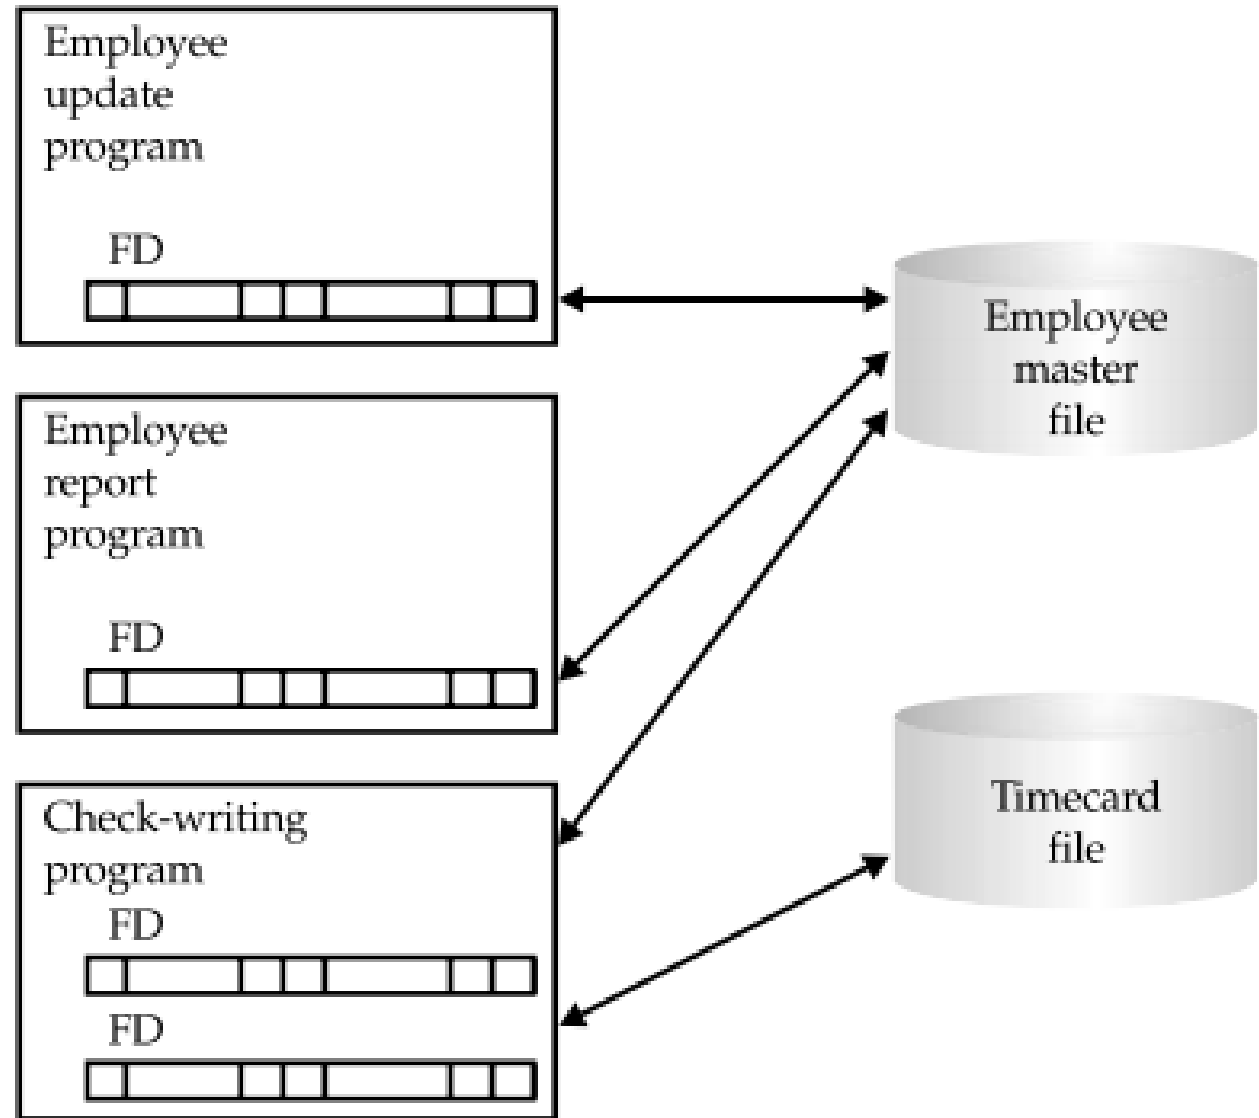 Employee
update
program
FD
Employee
report
program
FD
Check-writing
program
FD
FD
Employee
master
file
Timecard
file